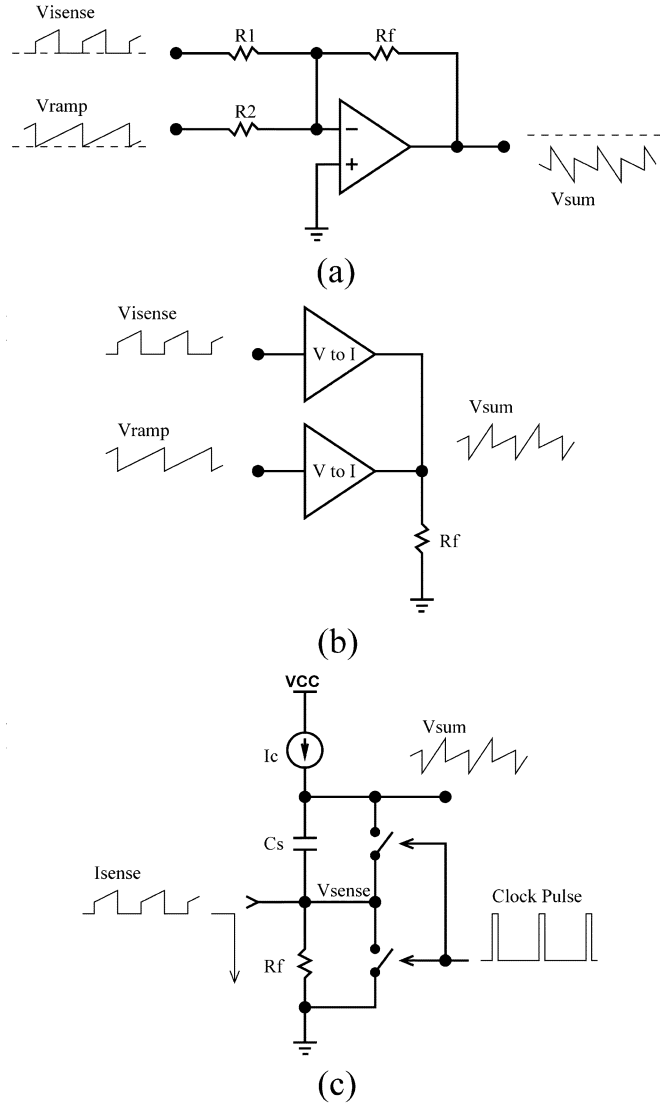 Visense
R1
Rf
Vramp
R2
−
+
Vsum
(a)
Visense
V to I
Vramp
V to I
Vsum
Rf
(b)
VCC
Vsum
Ic
Cs
Isense
Vsense
Clock Pulse
Rf
(c)